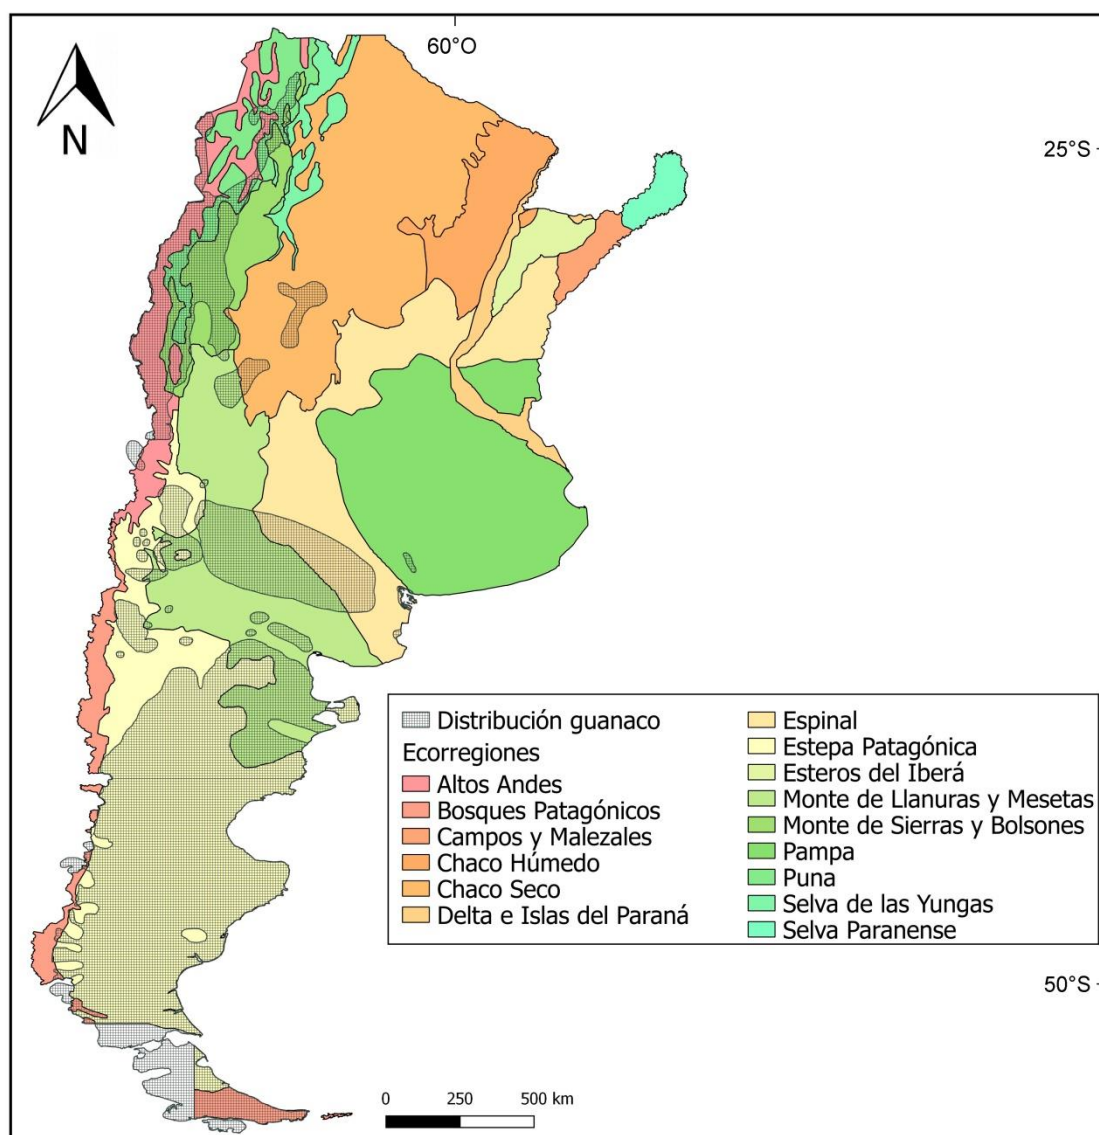 60°O
N
25°S
Distribución guanaco
Ecorregiones
Altos Andes
Bosques Patagónicos
Campos y Malezales
Chaco Húmedo
Chaco Seco
Delta e Islas del Paraná
Espinal
Estepa Patagónica
Esteros del Iberá
Monte de Llanuras y Mesetas
Monte de Sierras y Bolsones
Pampa
Puna
Selva de las Yungas
Selva Paranense
50°S
0 250 500 km